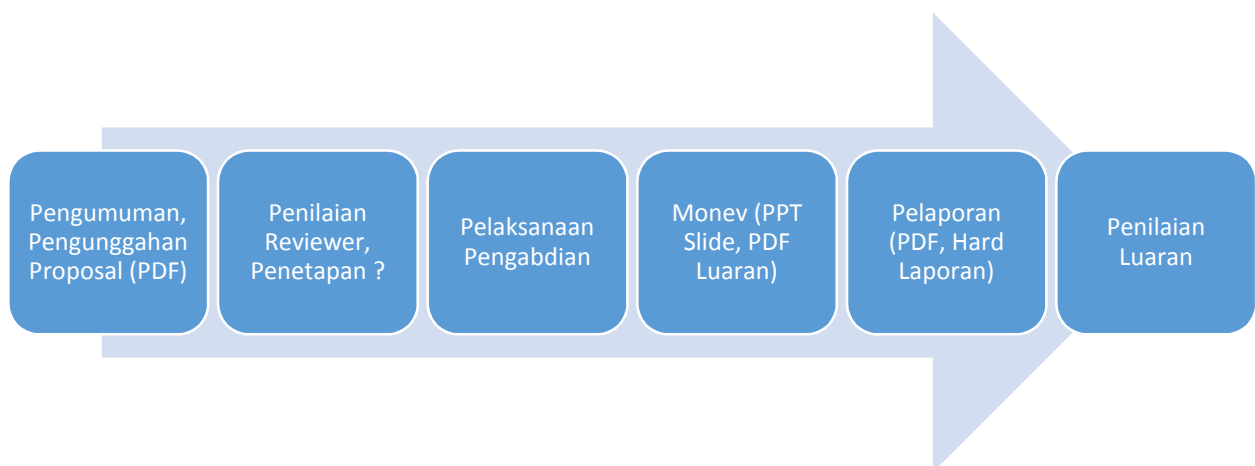 Pengumuman,
Pengunggahan
Proposal (PDF)
Penilaian
Reviewer,
Penetapan ?
Pelaksanaan
Pengabdian
Monev (PPT
Slide, PDF
Luaran)
Pelaporan
(PDF, Hard
Laporan)
Penilaian
Luaran